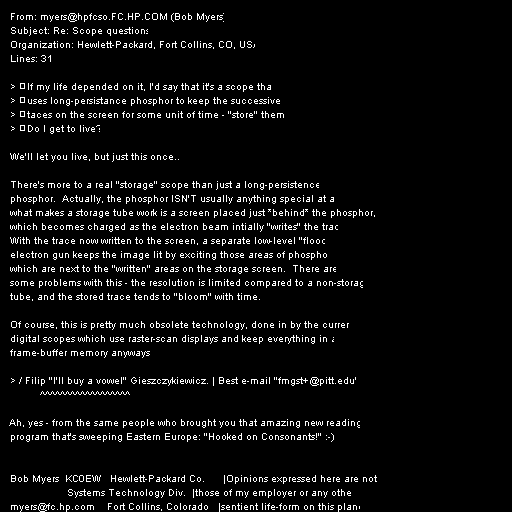 From: myers@hpfcso.FC.HP.COM (Bob Myers)
Subject: Re: Scope questions
Organization: Hewlett-Packard, Fort Collins, CO, USA
Lines: 31

> If my life depended on it, I'd say that it's a scope tha
> uses long-persistance phosphor to keep the successive
> taces on the screen for some unit of time - "store" them
> Do I get to live?

We'll let you live, but just this once..

There's more to a real "storage" scope than just a long-persistence
phosphor.  Actually, the phosphor ISN'T usually anything special at a
what makes a storage tube work is a screen placed just *behind* the phosphor,
which becomes charged as the electron beam intially "writes" the trac
With the trace now written to the screen, a separate low-level "flood
electron gun keeps the image lit by exciting those areas of phospho
which are next to the "written" areas on the storage screen.  There are
some problems with this - the resolution is limited compared to a non-storag
tube, and the stored trace tends to "bloom" with time.

Of course, this is pretty much obsolete technology, done in by the curren
digital scopes which use raster-scan displays and keep everything in a
frame-buffer memory anyways

> / Filip "I'll buy a vowel" Gieszczykiewicz. | Best e-mail "fmgst+@pitt.edu"
^^^^^^^^^^^^^^^^^^

Ah, yes - from the same people who brought you that amazing new reading
program that's sweeping Eastern Europe: "Hooked on Consonants!" :-)

Bob Myers  KC0EW   Hewlett-Packard Co.      |Opinions expressed here are not
Systems Technology Div.  |those of my employer or any othe
myers@fc.hp.com    Fort Collins, Colorado   |sentient life-form on this plane